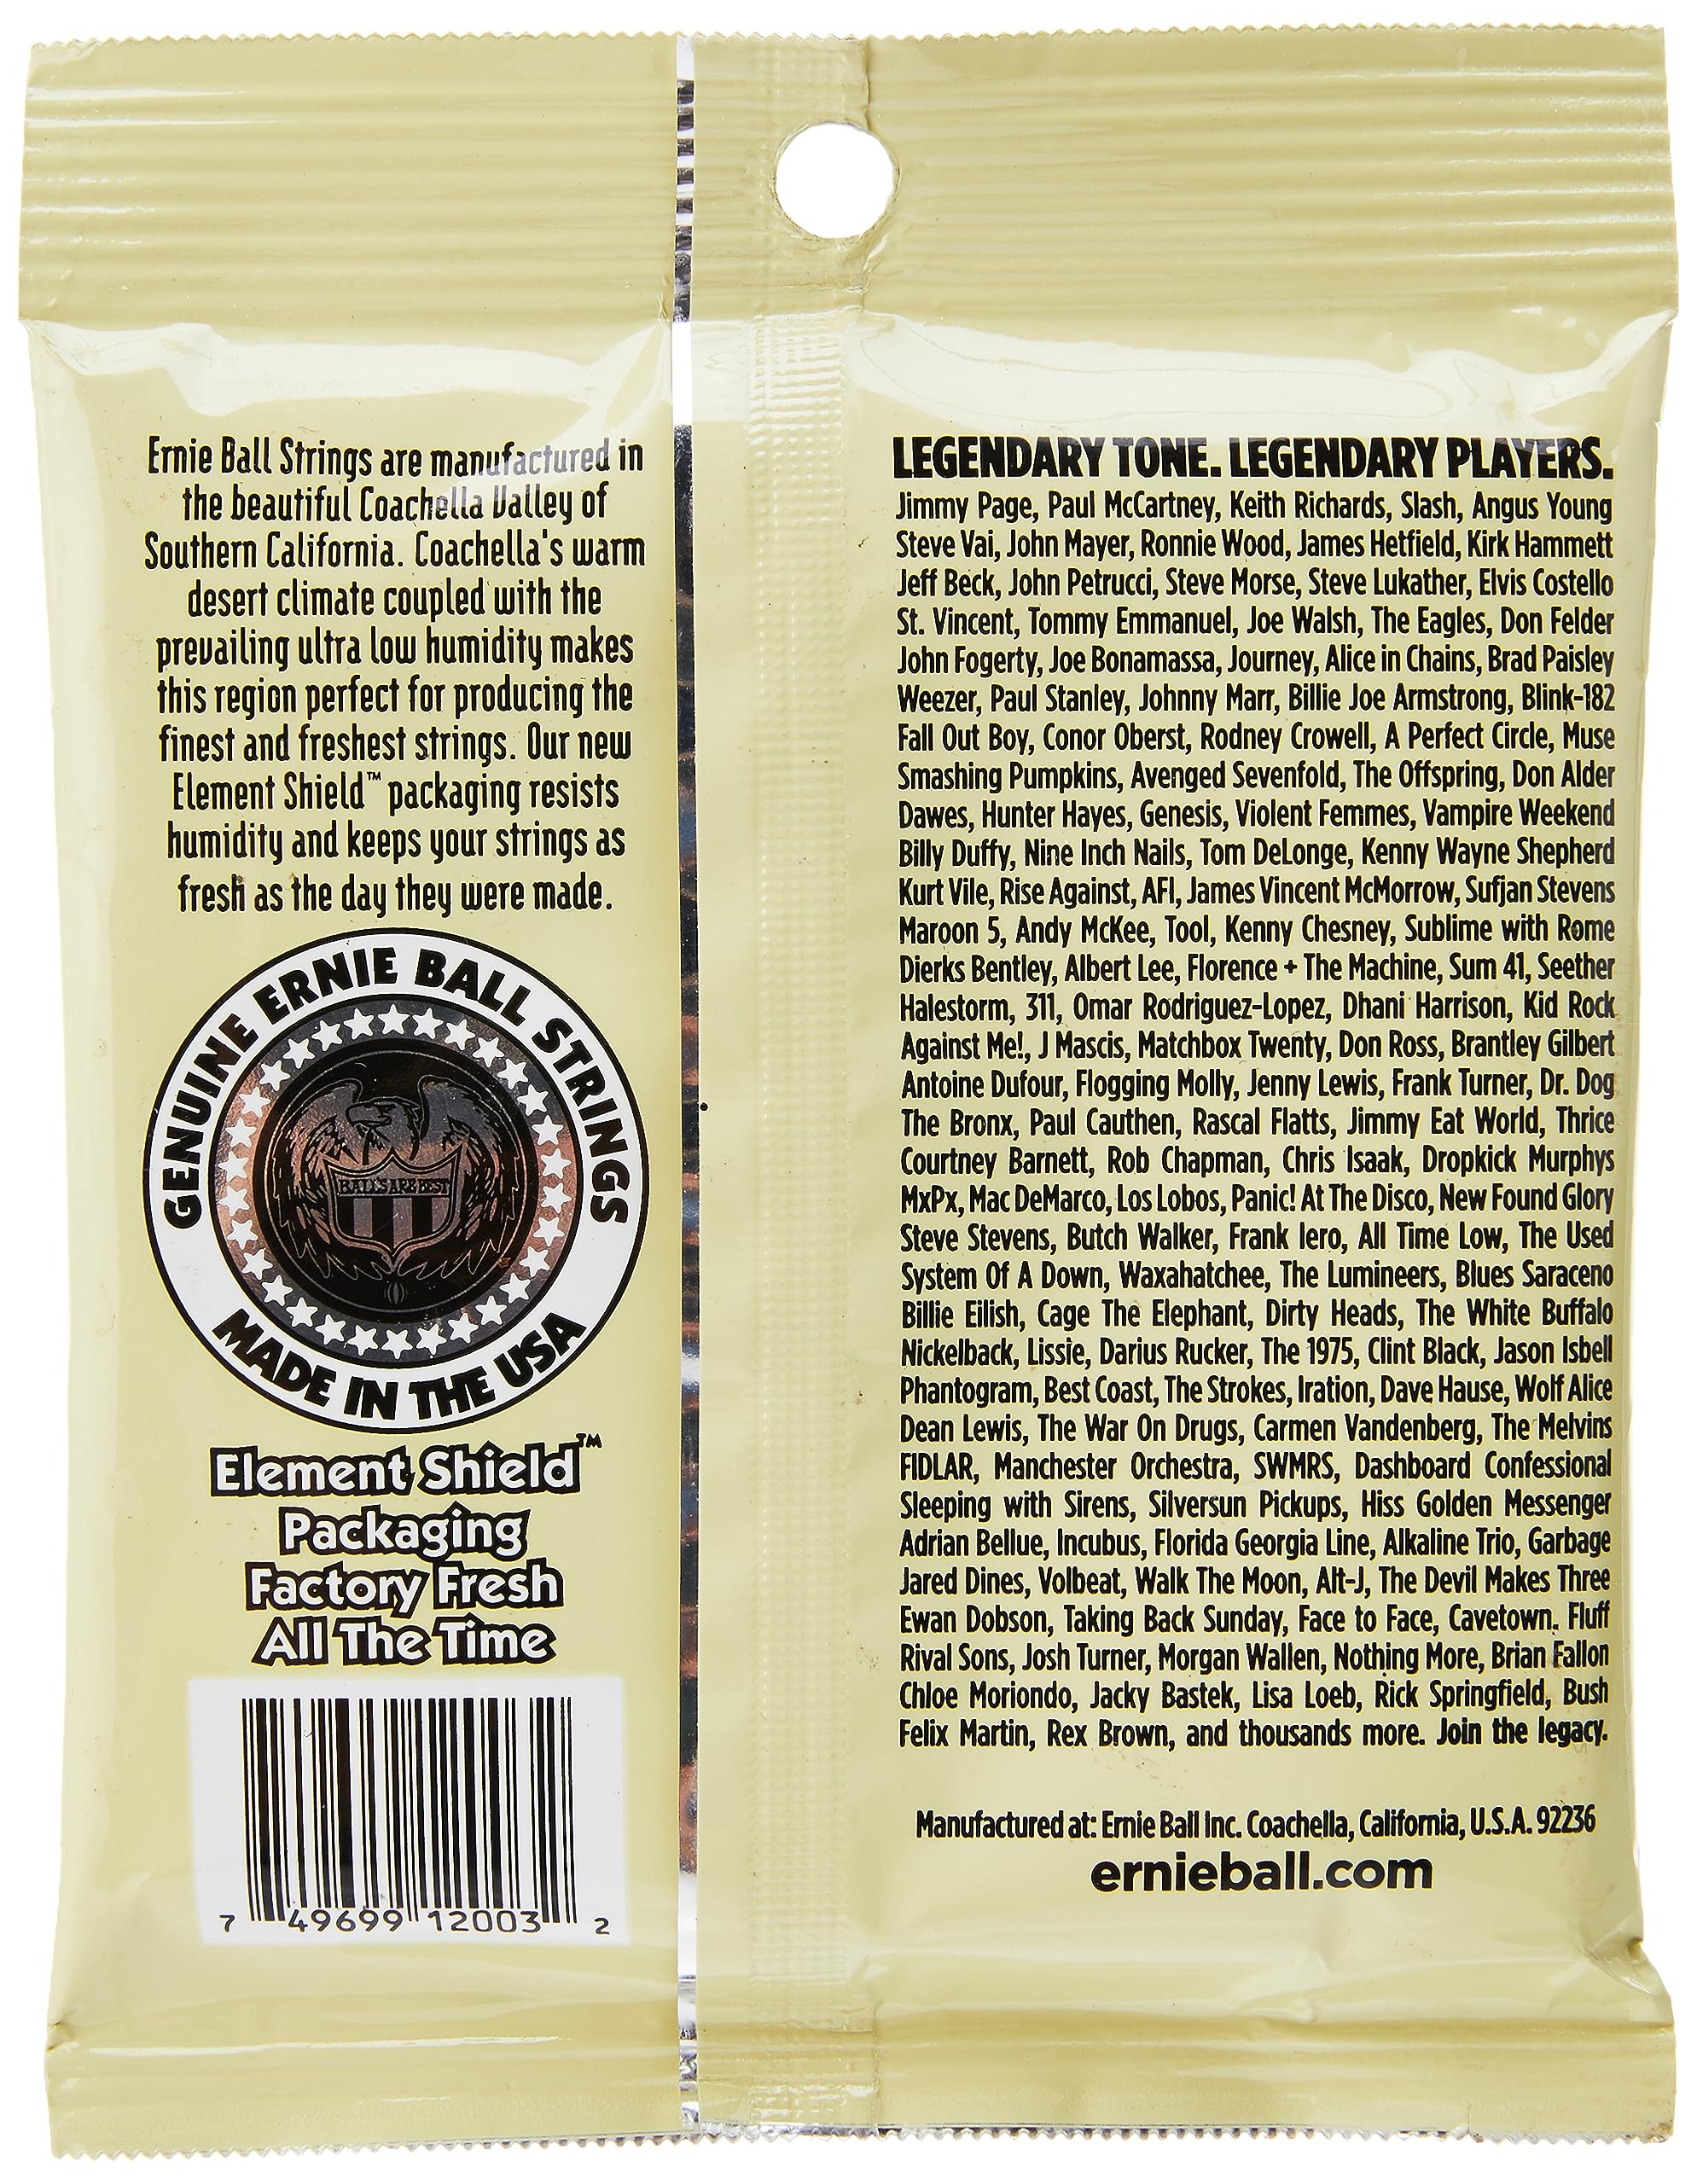 Ernie Ball Strings are manufactured in
the beautiful Coachella Valley of
Southern California. Coachella's warm
desert climate coupled with the
prevailing ultra low humidity makes
this region perfect for producing the
finest and freshest strings. Our new
Element Shield™ packaging resists
humidity and keeps your strings as
fresh as the day they were made.
GENUINE ERNIE BALL STRINGS
BALLS ARE BEST
MADE IN THE USA
Element Shield™
Packaging
Factory Fresh
All The Time
7 49699 12003 2
LEGENDARY TONE. LEGENDARY PLAYERS.
Jimmy Page, Paul McCartney, Keith Richards, Slash, Angus Young
Steve Vai, John Mayer, Ronnie Wood, James Hetfield, Kirk Hammett
Jeff Beck, John Petrucci, Steve Morse, Steve Lukather, Elvis Costello
St. Vincent, Tommy Emmanuel, Joe Walsh, The Eagles, Don Felder
John Fogerty, Joe Bonamassa, Journey, Alice in Chains, Brad Paisley
Weezer, Paul Stanley, Johnny Marr, Billie Joe Armstrong, Blink-182
Fall Out Boy, Conor Oberst, Rodney Crowell, A Perfect Circle, Muse
Smashing Pumpkins, Avenged Sevenfold, The Offspring, Don Alder
Dawes, Hunter Hayes, Genesis, Violent Femmes, Vampire Weekend
Billy Duffy, Nine Inch Nails, Tom DeLonge, Kenny Wayne Shepherd
Kurt Vile, Rise Against, AFI, James Vincent McMorrow, Sufjan Stevens
Maroon 5, Andy McKee, Tool, Kenny Chesney, Sublime with Rome
Dierks Bentley, Albert Lee, Florence + The Machine, Sum 41, Seether
Halestorm, 311, Omar Rodriguez-Lopez, Dhani Harrison, Kid Rock
Against Me!, J Mascis, Matchbox Twenty, Don Ross, Brantley Gilbert
Antoine Dufour, Flogging Molly, Jenny Lewis, Frank Turner, Dr. Dog
The Bronx, Paul Cauthen, Rascal Flatts, Jimmy Eat World, Thrice
Courtney Barnett, Rob Chapman, Chris Isaak, Dropkick Murphys
MxPx, Mac DeMarco, Los Lobos, Panic! At The Disco, New Found Glory
Steve Stevens, Butch Walker, Frank Iero, All Time Low, The Used
System Of A Down, Waxahatchee, The Lumineers, Blues Saraceno
Billie Eilish, Cage The Elephant, Dirty Heads, The White Buffalo
Nickelback, Lissie, Darius Rucker, The 1975, Clint Black, Jason Isbell
Phantogram, Best Coast, The Strokes, Iration, Dave Hause, Wolf Alice
Dean Lewis, The War On Drugs, Carmen Vandenberg, The Melvins
FIDLAR, Manchester Orchestra, SWMRS, Dashboard Confessional
Sleeping with Sirens, Silversun Pickups, Hiss Golden Messenger
Adrian Bellue, Incubus, Florida Georgia Line, Alkaline Trio, Garbage
Jared Dines, Volbeat, Walk The Moon, Alt-J, The Devil Makes Three
Ewan Dobson, Taking Back Sunday, Face to Face, Cavetown. Fluff
Rival Sons, Josh Turner, Morgan Wallen, Nothing More, Brian Fallon
Chloe Moriondo, Jacky Bastek, Lisa Loeb, Rick Springfield, Bush
Felix Martin, Rex Brown, and thousands more. Join the legacy.
Manufactured at: Ernie Ball Inc. Coachella, California, U.S.A. 92236
ernieball.com